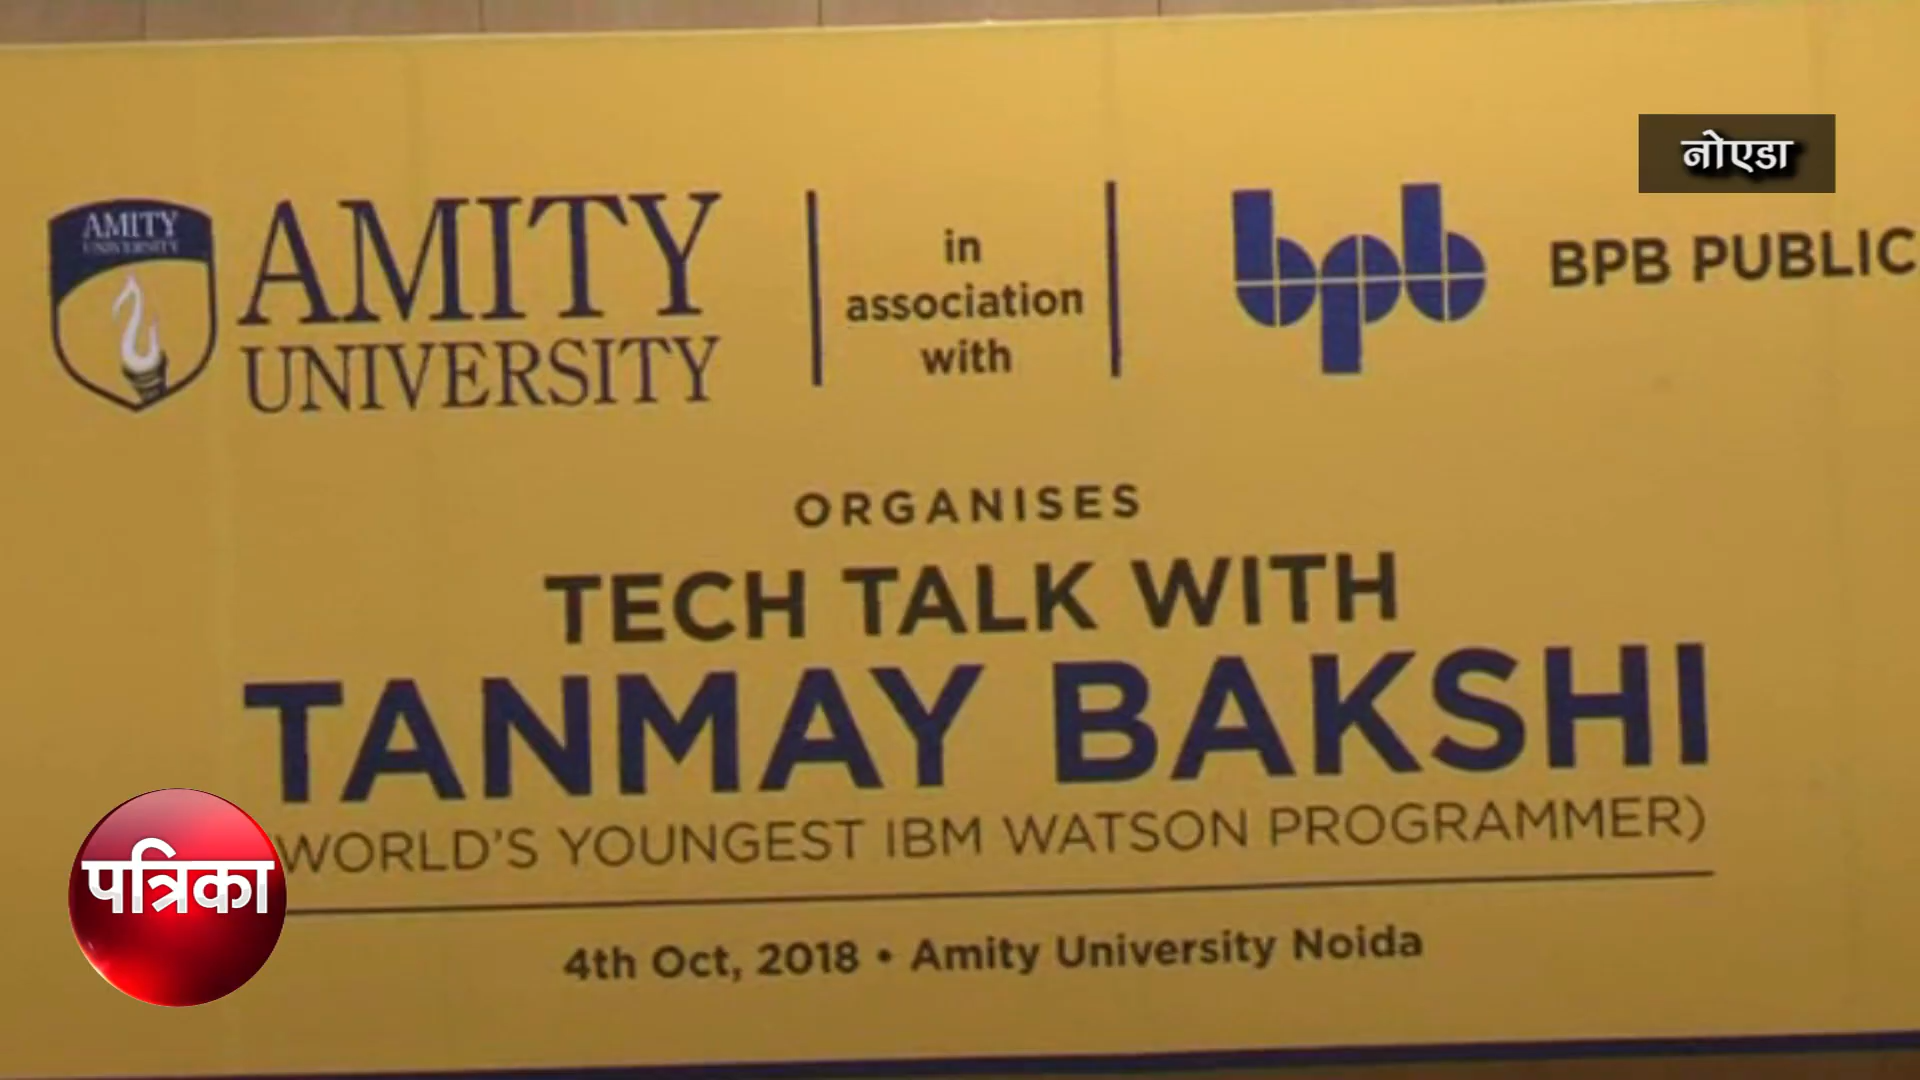 नोएडा
AMITY
UNIVERSITY
AMITY
UNIVERSITY
in
association
with
bpb
BPB PUBLIC
ORGANISES
TECH TALK WITH
TANMAY BAKSHI
WORLD'S YOUNGEST IBM WATSON PROGRAMMER)
पत्रिका
4th Oct, 2018 • Amity University Noida